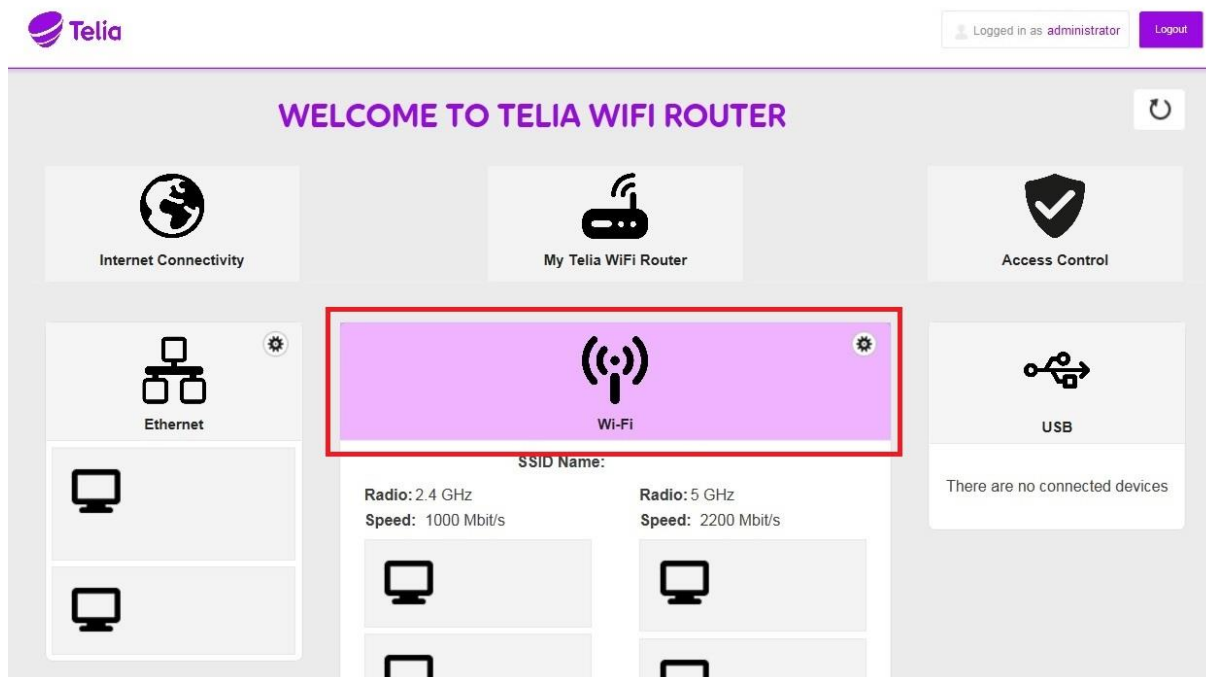 Telia
Logged in as administrator
Logout
WELCOME TO TELIA WIFI ROUTER
Internet Connectivity
My Telia WiFi Router
Access Control
Ethernet
Wi-Fi
USB
SSID Name:
Radio: 2.4 GHz
Speed: 1000 Mbit/s
Radio: 5 GHz
Speed: 2200 Mbit/s
There are no connected devices